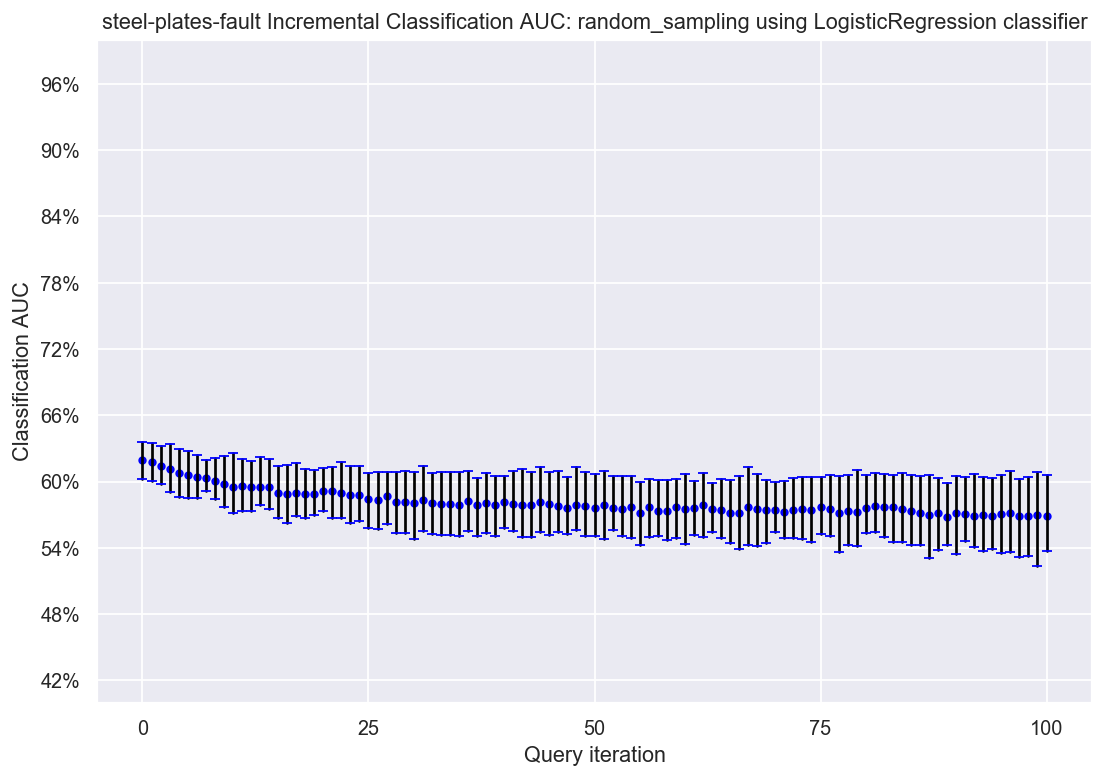 steel-plates-fault Incremental Classification AUC: random_sampling using LogisticRegression classifier
96%
90%
84%
78%
72%
66%
60%
54%
48%
42%
Classification AUC
0 25 50 75 100
Query iteration